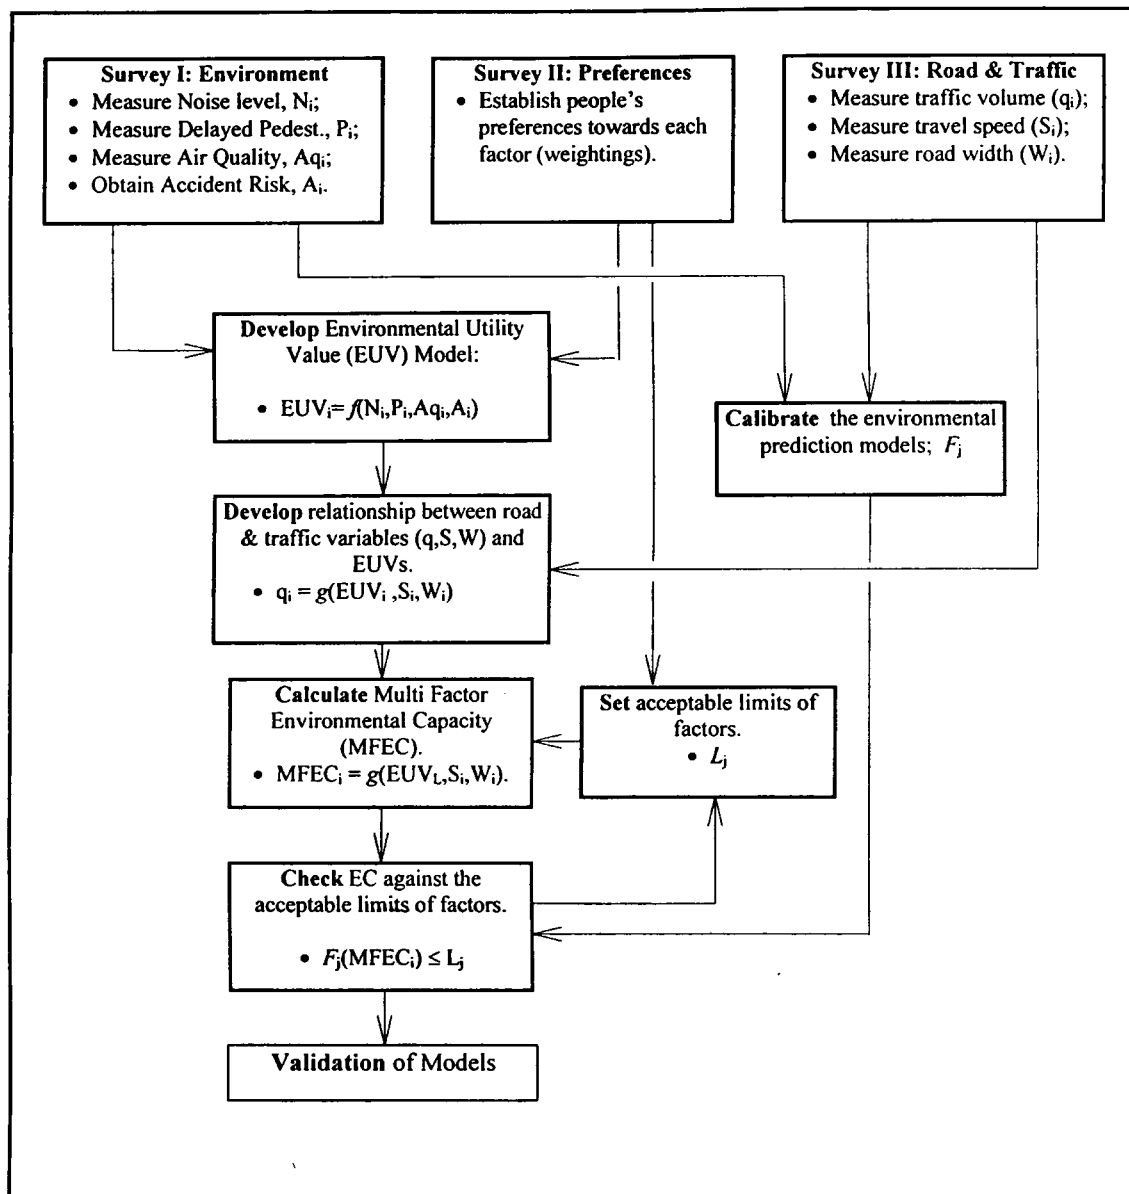 Survey I: Environment
• Measure Noise level, Nᵢ;
• Measure Delayed Pedest., Pᵢ;
• Measure Air Quality, Aqᵢ;
• Obtain Accident Risk, Aᵢ.
Survey II: Preferences
• Establish people's
preferences towards each
factor (weightings).
Survey III: Road & Traffic
• Measure traffic volume (qᵢ);
• Measure travel speed (Sᵢ);
• Measure road width (Wᵢ).
Develop Environmental Utility
Value (EUV) Model:
• EUVᵢ= f(Nᵢ,Pᵢ,Aqᵢ,Aᵢ)
Calibrate the environmental
prediction models; Fⱼ
Develop relationship between road
& traffic variables (q,S,W) and
EUVs.
• qᵢ = g(EUVᵢ ,Sᵢ,Wᵢ)
Calculate Multi Factor
Environmental Capacity
(MFEC).
• MFECᵢ = g(EUV_L,Sᵢ,Wᵢ).
Set acceptable limits of
factors.
• Lⱼ
Check EC against the
acceptable limits of factors.
• Fⱼ(MFECᵢ) ≤ Lⱼ
Validation of Models